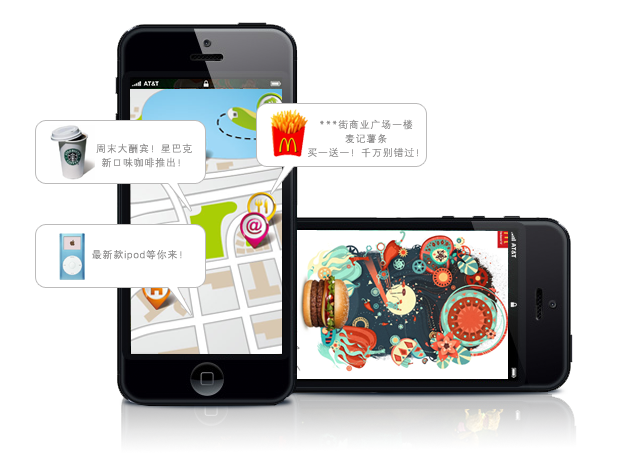 AT&T
***街商业广场一楼
麦记薯条
买一送一！千万别错过！
周末大酬宾！星巴克
新口味咖啡推出！
@
最新款ipod等你来！
H
AT&T